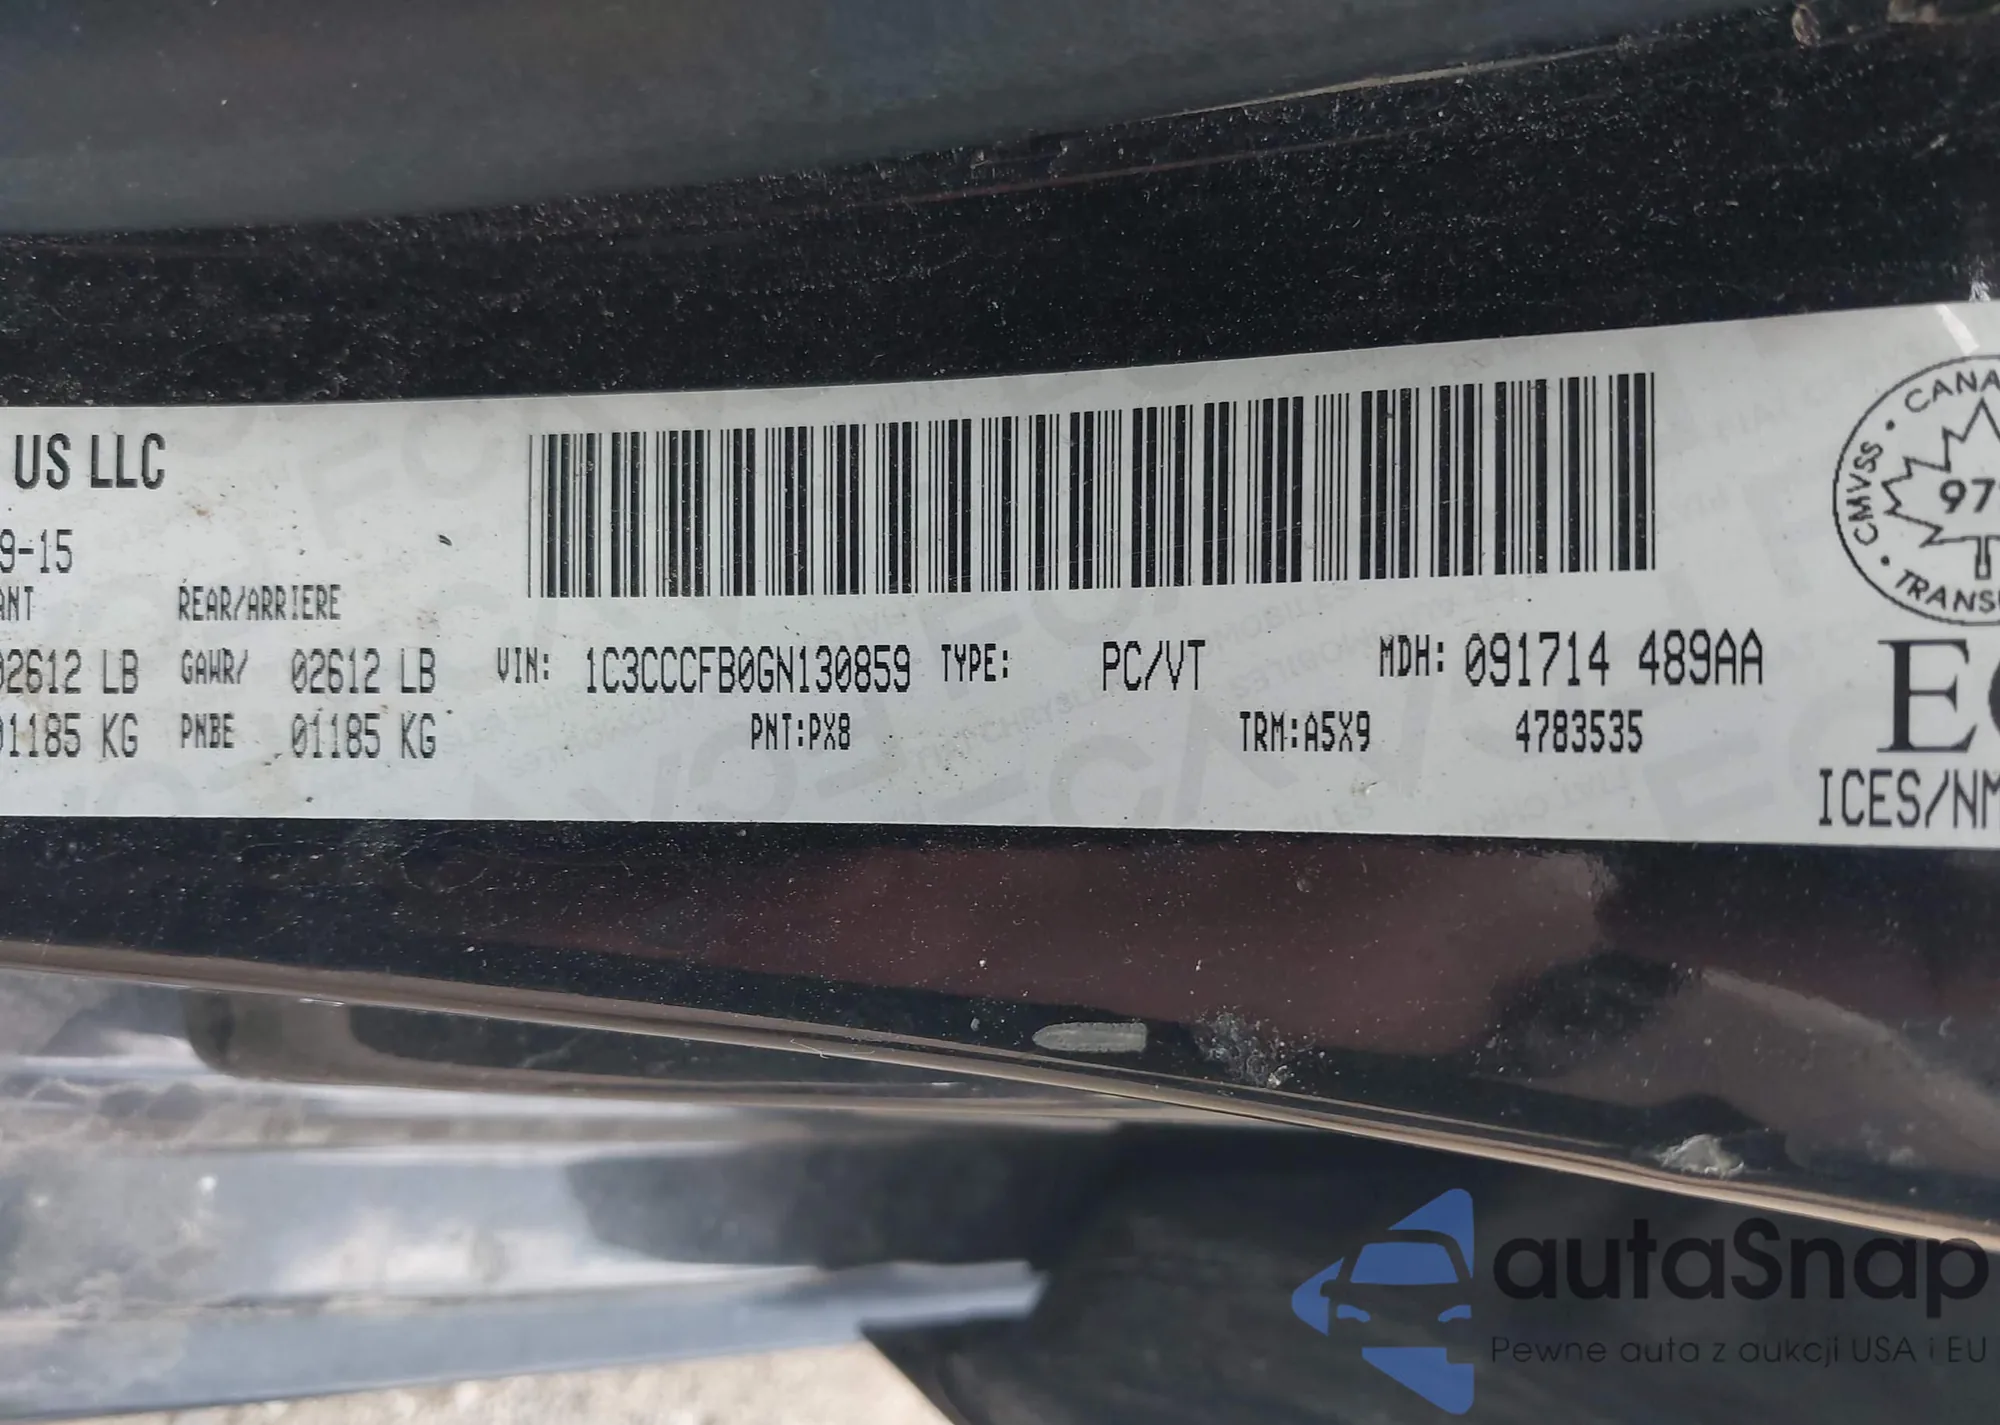 US LLC
9-15
ANT REAR/ARRIERE
02612 LB GAWR/ 02612 LB VIN: 1C3CCCFB0GN130859 TYPE: PC/VT MDH: 091714 489AA
01185 KG PNBE 01185 KG PNT:PX8 TRM:A5X9 4783535
CMVSS • CANA
97
TRANS
ICES/NM
autaSnap
Pewne auta z aukcji USA i EU